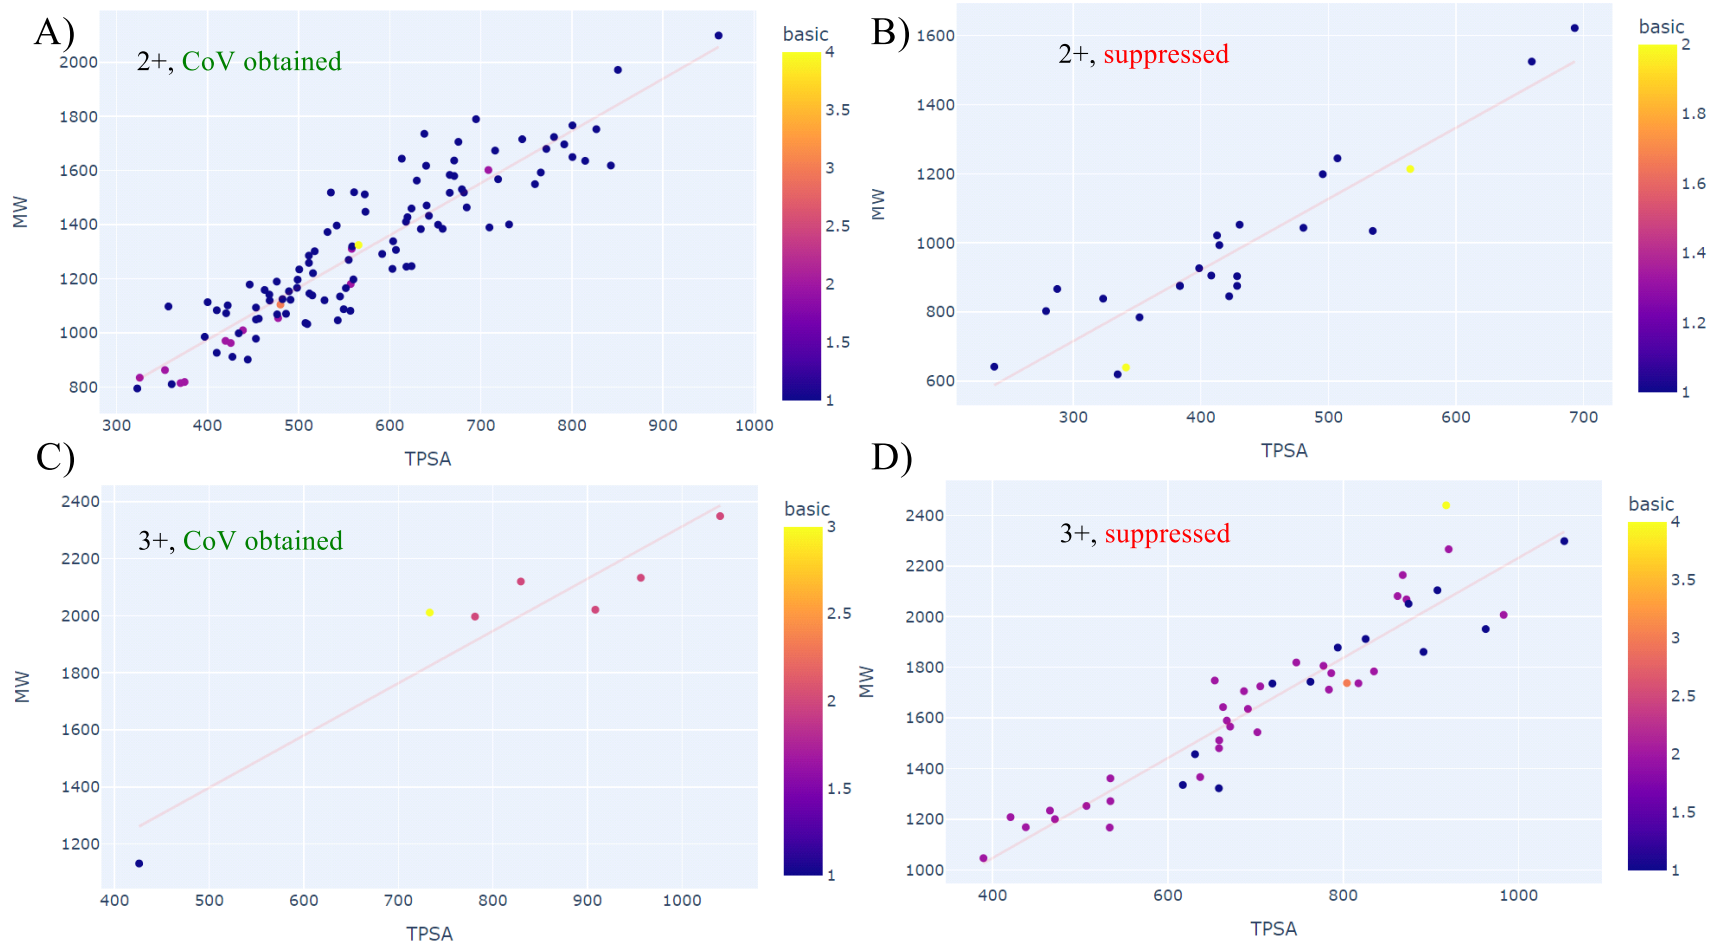 A)
2+, CoV obtained
basic
4
3.5
3
2.5
2
1.5
1
MW
2000
1800
1600
1400
1200
1000
800
300 400 500 600 700 800 900 1000
TPSA
B)
2+, suppressed
basic
2
1.8
1.6
1.4
1.2
1
MW
1600
1400
1200
1000
800
600
300 400 500 600 700
TPSA
C)
3+, CoV obtained
basic
3
2.5
2
1.5
1
MW
2400
2200
2000
1800
1600
1400
1200
400 500 600 700 800 900 1000
TPSA
D)
3+, suppressed
basic
4
3.5
3
2.5
2
1.5
1
MW
2400
2200
2000
1800
1600
1400
1200
1000
400 600 800 1000
TPSA